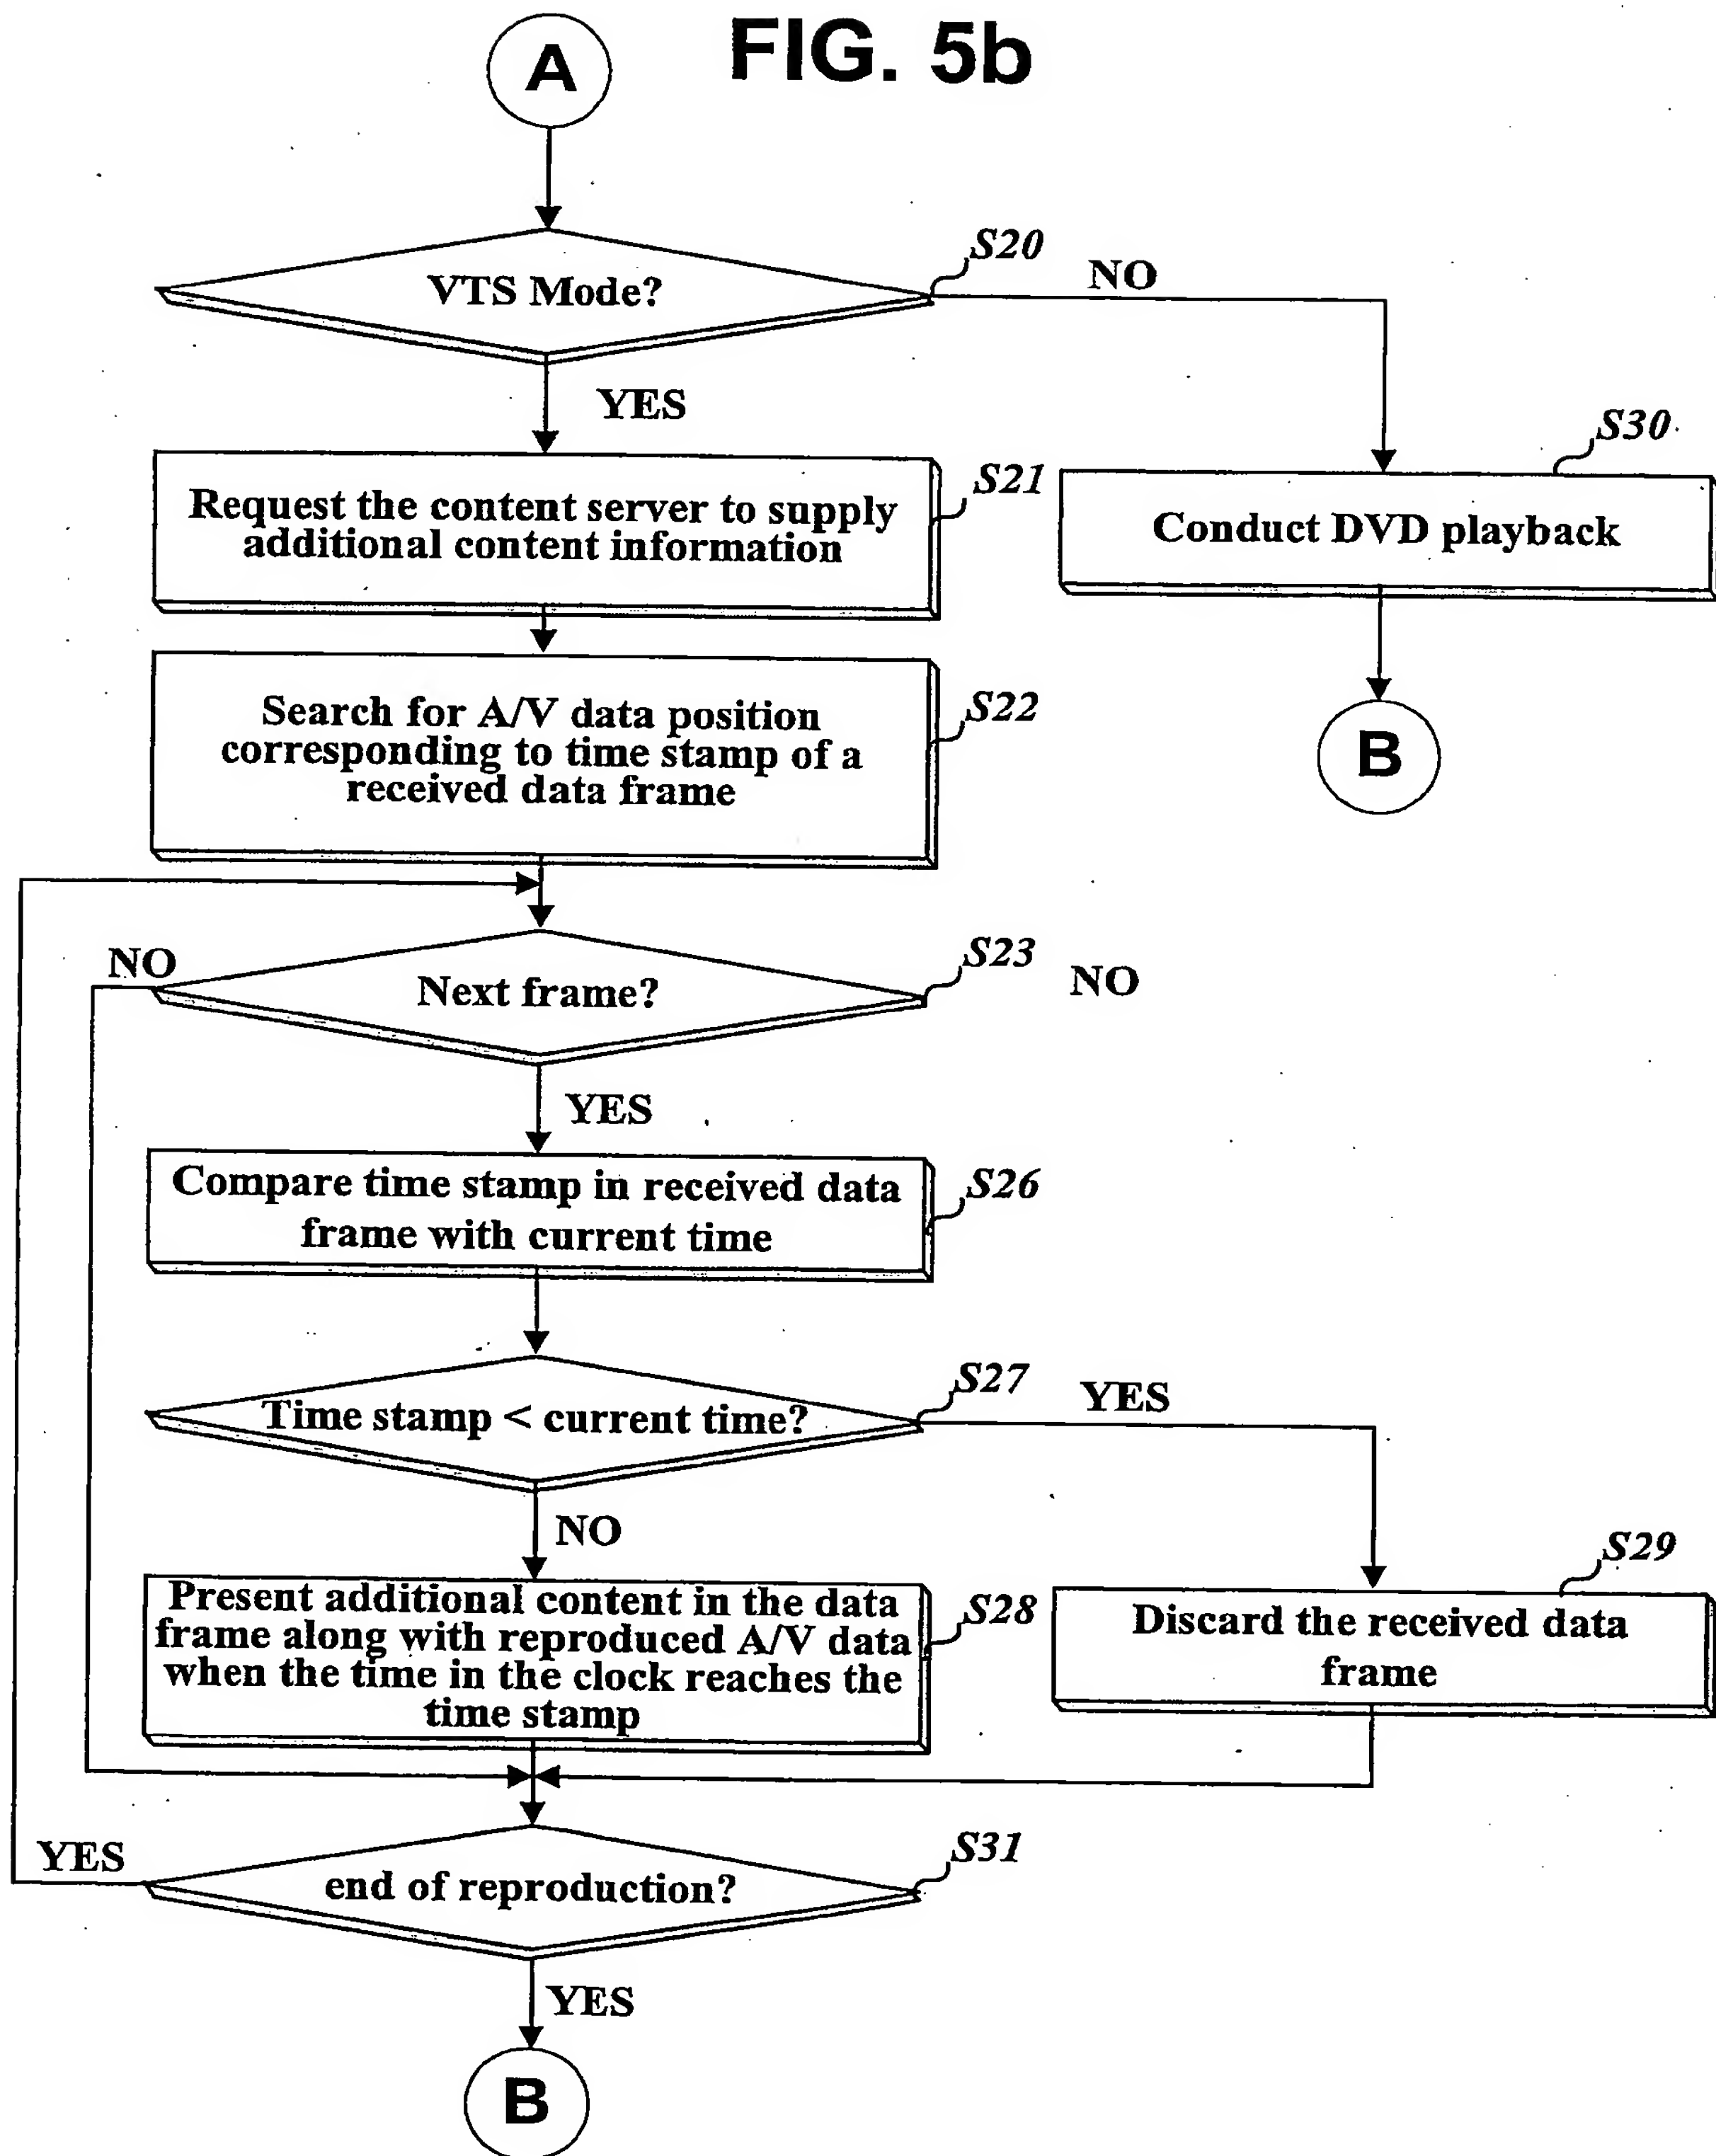 FIG. 5b
A
VTS Mode?
S20
NO
YES
Request the content server to supply
additional content information
S21
S30
Conduct DVD playback
B
Search for A/V data position
corresponding to time stamp of a
received data frame
S22
NO
Next frame?
S23
NO
YES
Compare time stamp in received data
frame with current time
S26
Time stamp < current time?
S27
YES
NO
Present additional content in the data
frame along with reproduced A/V data
when the time in the clock reaches the
time stamp
S28
S29
Discard the received data
frame
YES
end of reproduction?
S31
YES
B